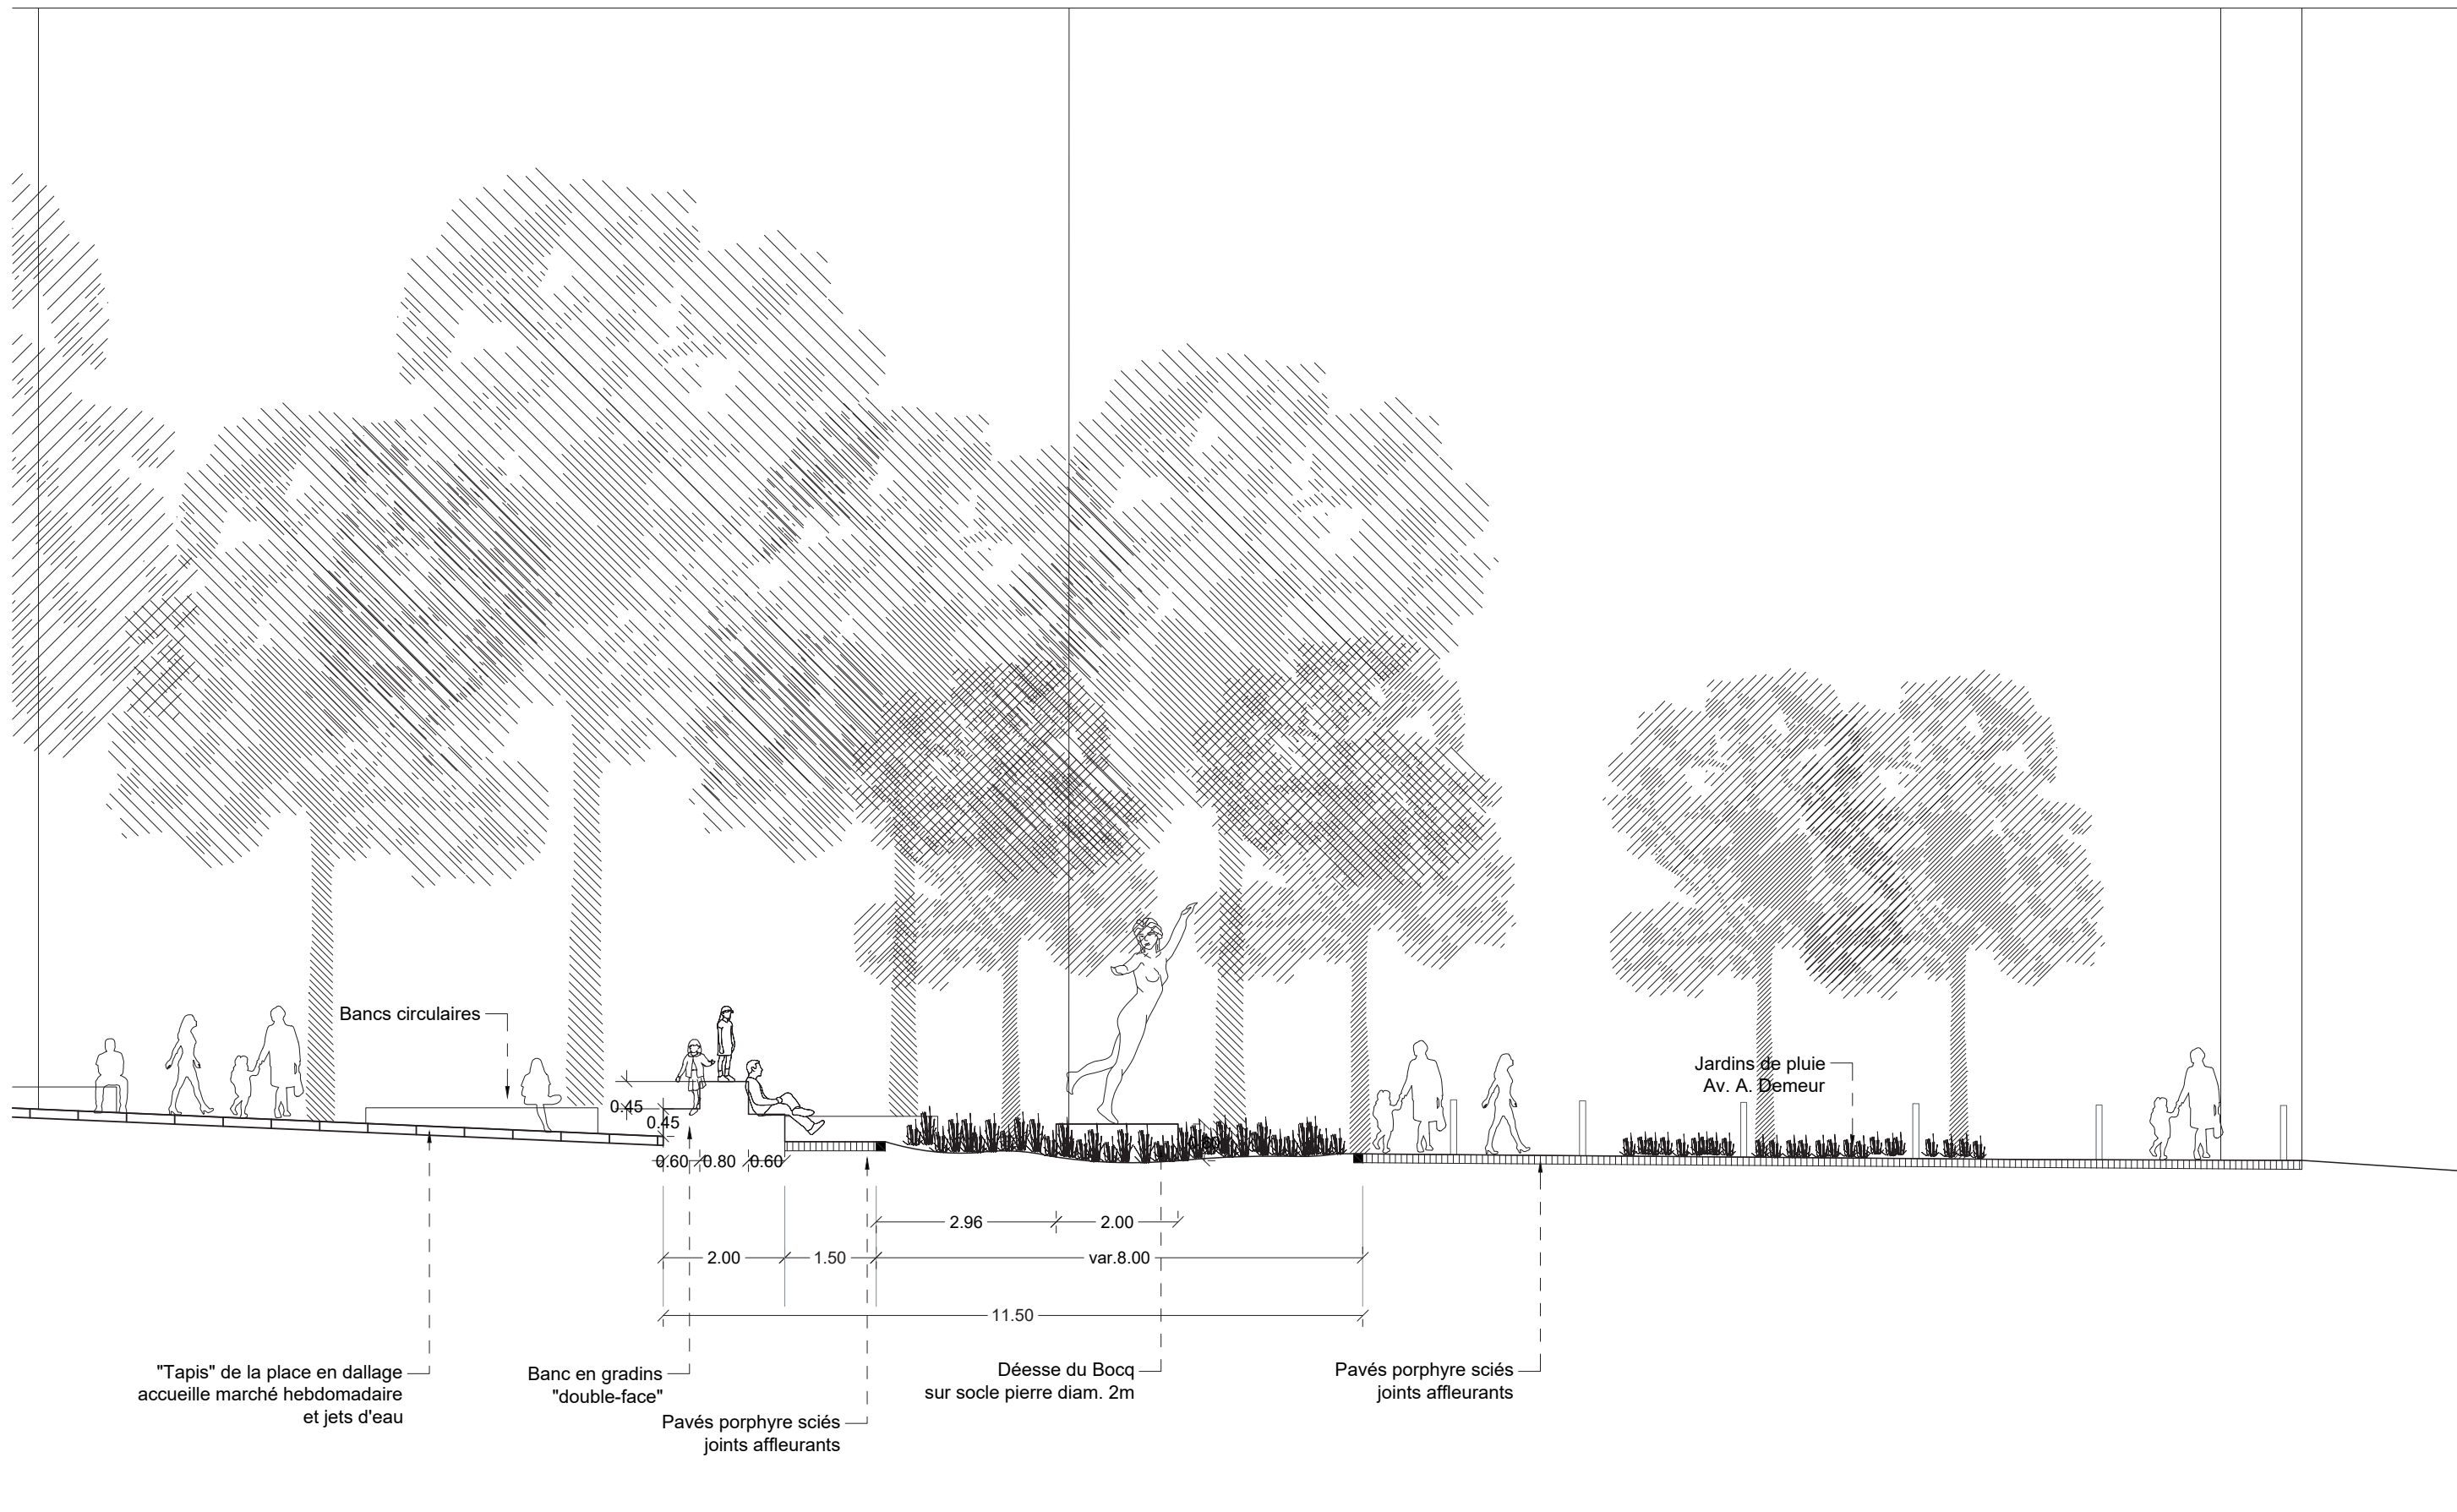 Bancs circulaires
Jardins de pluie
Av. A. Demeur
0.45
0.45
0.60
0.80
0.60
2.96
2.00
2.00
1.50
var.8.00
11.50
"Tapis" de la place en dallage
accueille marché hebdomadaire
et jets d'eau
Banc en gradins
"double-face"
Pavés porphyre sciés
joints affleurants
Déesse du Bocq
sur socle pierre diam. 2m
Pavés porphyre sciés
joints affleurants